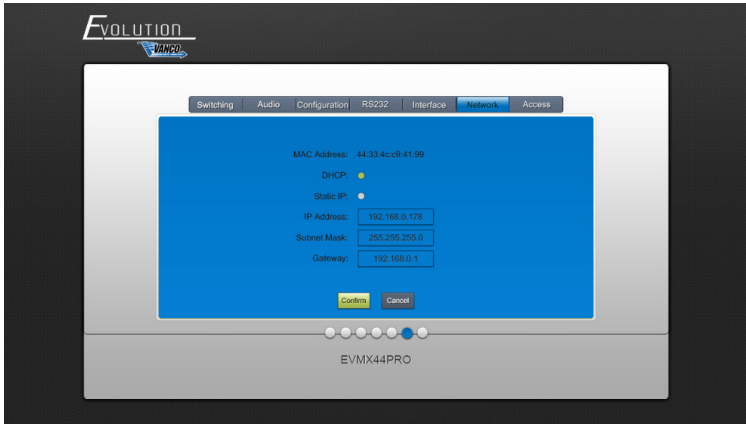 EVOLUTION
VANCO
Switching Audio Configuration RS232 Interface Network Access
MAC Address: 44:33:4c:c9:41:99
DHCP:
Static IP:
IP Address: 192.168.0.178
Subnet Mask: 255.255.255.0
Gateway: 192.168.0.1
Confirm Cancel
EVMX44PRO